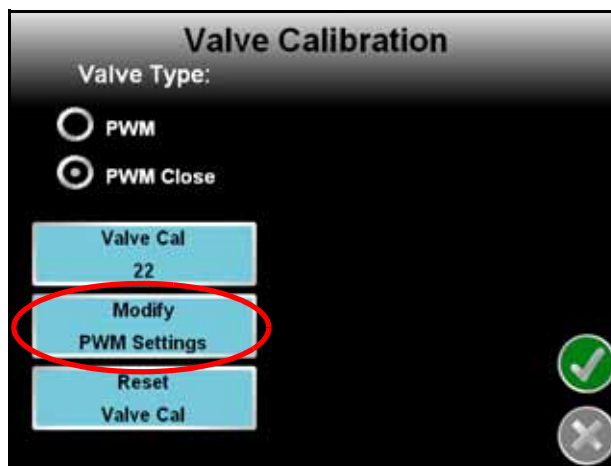 Valve Calibration
Valve Type:
PWM
PWM Close
Valve Cal
22
Modify
PWM Settings
Reset
Valve Cal